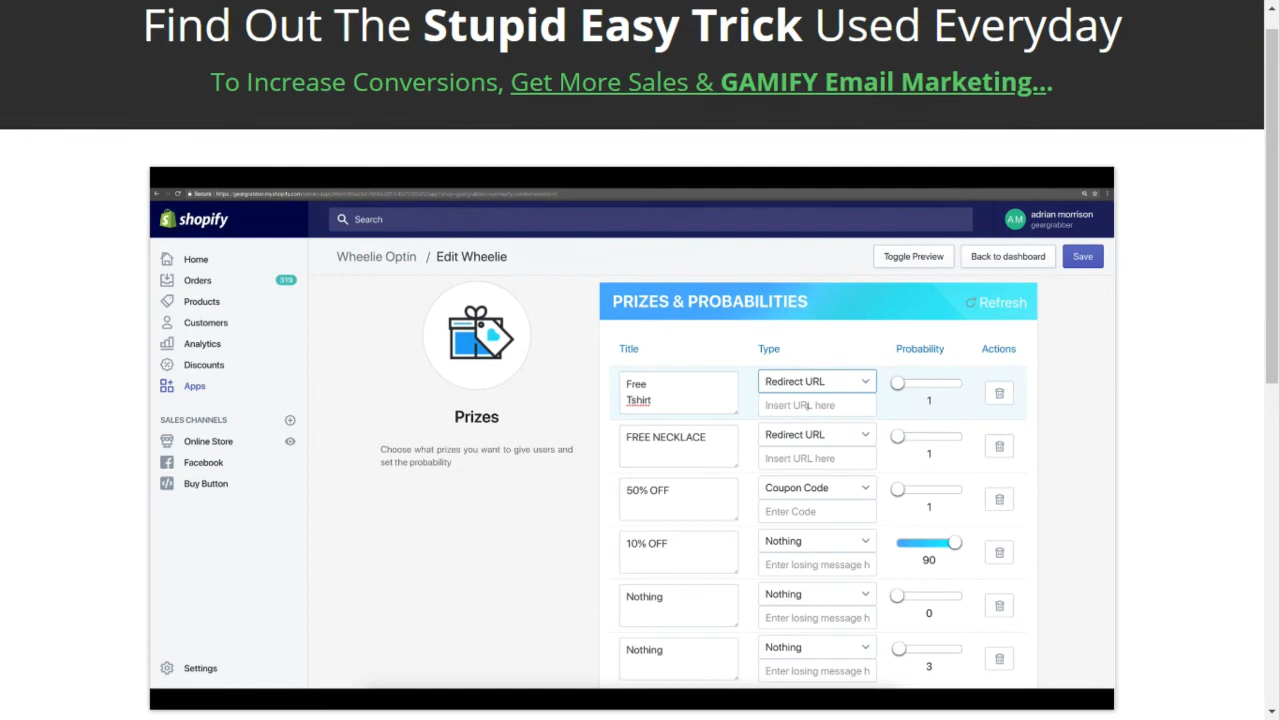 Find Out The Stupid Easy Trick Used Everyday
To Increase Conversions, Get More Sales & GAMIFY Email Marketing...
shopify
Search
AM
adrian morrison
geargrabber
Home
Orders
319
Products
Customers
Analytics
Discounts
Apps
SALES CHANNELS
Online Store
Facebook
Buy Button
Settings
Wheelie Optin / Edit Wheelie
Toggle Preview
Back to dashboard
Save
Prizes
Choose what prizes you want to give users and
set the probability
PRIZES & PROBABILITIES
Refresh
Title Type Probability Actions
Free
Tshirt
Redirect URL
Insert URL here
1
FREE NECKLACE
Redirect URL
Insert URL here
1
50% OFF
Coupon Code
Enter Code
1
10% OFF
Nothing
Enter losing message h
90
Nothing
Nothing
Enter losing message h
0
Nothing
Nothing
Enter losing message h
3